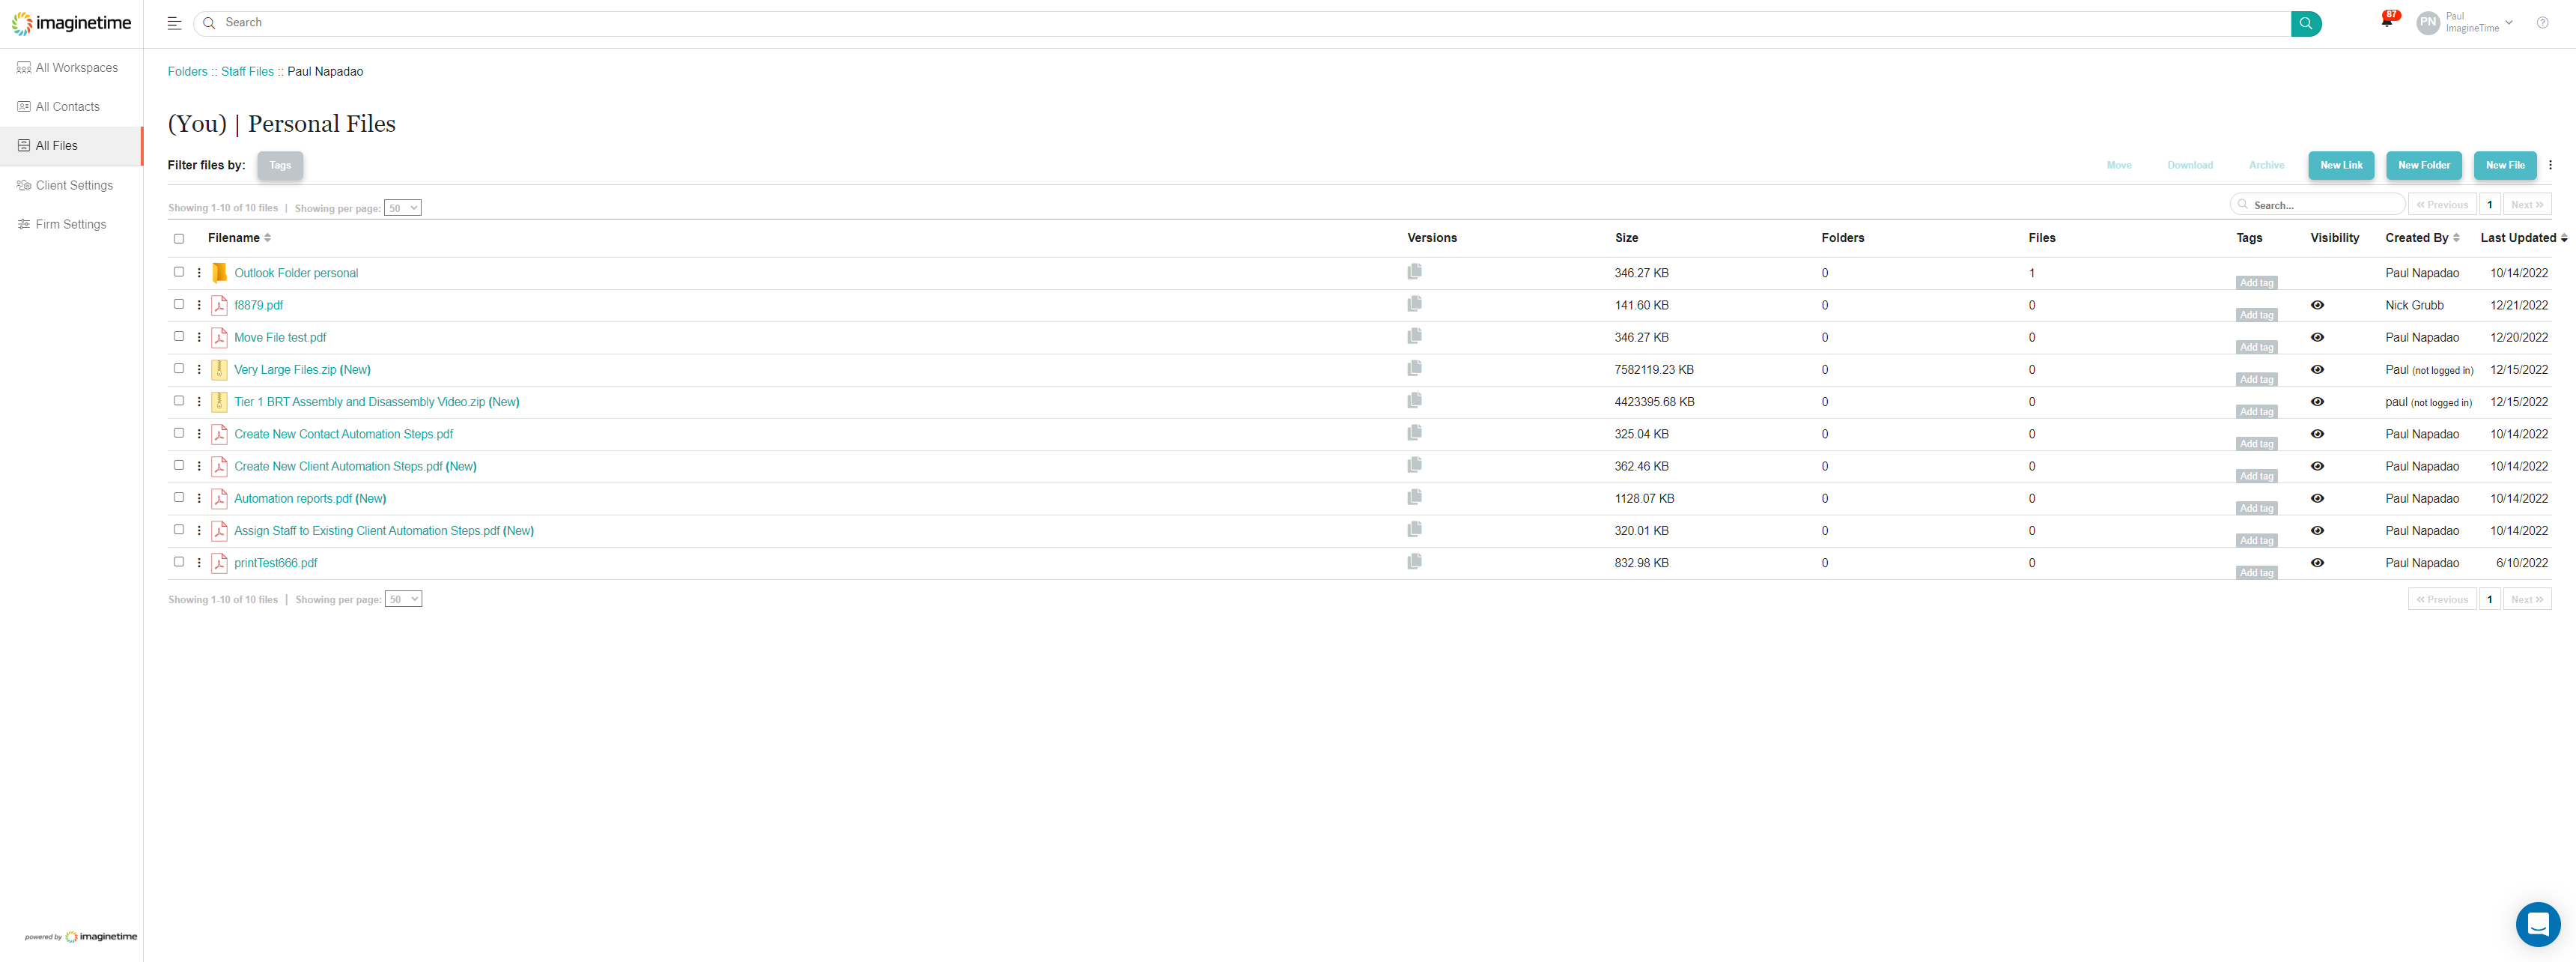 imaginetime
Search
87
PN
Paul
ImagineTime
?
All Workspaces
All Contacts
All Files
Client Settings
Firm Settings
Folders :: Staff Files :: Paul Napadao
(You) | Personal Files
Filter files by: Tags
Move Download Archive New Link New Folder New File
Showing 1-10 of 10 files | Showing per page: 50
Search... « Previous 1 Next »
Filename Versions Size Folders Files Tags Visibility Created By Last Updated
Outlook Folder personal 346.27 KB 0 1 Add tag Paul Napadao 10/14/2022
f8879.pdf 141.60 KB 0 0 Add tag Nick Grubb 12/21/2022
Move File test.pdf 346.27 KB 0 0 Add tag Paul Napadao 12/20/2022
Very Large Files.zip (New) 7582119.23 KB 0 0 Add tag Paul (not logged in) 12/15/2022
Tier 1 BRT Assembly and Disassembly Video.zip (New) 4423395.68 KB 0 0 Add tag paul (not logged in) 12/15/2022
Create New Contact Automation Steps.pdf 325.04 KB 0 0 Add tag Paul Napadao 10/14/2022
Create New Client Automation Steps.pdf (New) 362.46 KB 0 0 Add tag Paul Napadao 10/14/2022
Automation reports.pdf (New) 1128.07 KB 0 0 Add tag Paul Napadao 10/14/2022
Assign Staff to Existing Client Automation Steps.pdf (New) 320.01 KB 0 0 Add tag Paul Napadao 10/14/2022
printTest666.pdf 832.98 KB 0 0 Add tag Paul Napadao 6/10/2022
Showing 1-10 of 10 files | Showing per page: 50
« Previous 1 Next »
powered by imaginetime